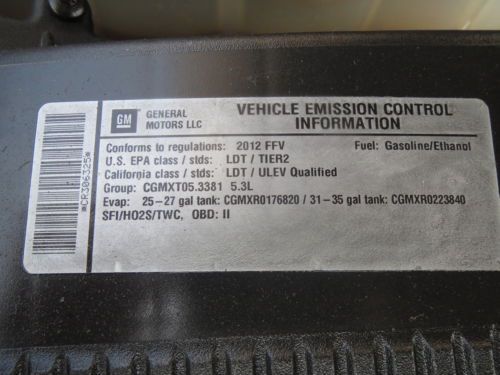 GM
GENERAL MOTORS LLC
VEHICLE EMISSION CONTROL
INFORMATION
Conforms to regulations: 2012 FFV Fuel: Gasoline/Ethanol
U.S. EPA class / stds: LDT / TIER2
California class / stds: LDT / ULEV Qualified
Group: CGMXT05.3381 5.3L
Evap: 25-27 gal tank: CGMXR0176820 / 31-35 gal tank: CGMXR0223840
SFI/HO2S/TWC, OBD: II
*CR306325*